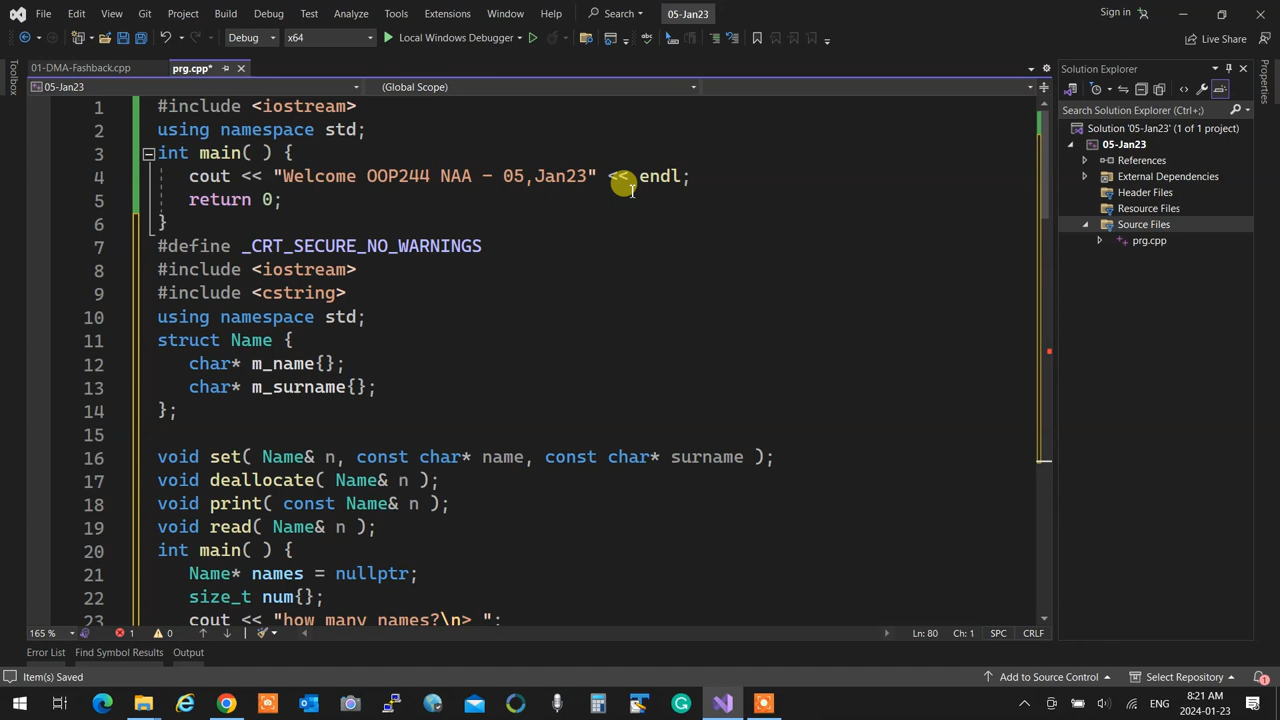 File Edit View Git Project Build Debug Test Analyze Tools Extensions Window Help Search 05-Jan23 Sign in
Debug x64 Local Windows Debugger Live Share
01-DMA-Fashback.cpp prg.cpp*
05-Jan23 (Global Scope)
Toolbox
1 #include <iostream>
2 using namespace std;
3 int main( ) {
4 cout << "Welcome OOP244 NAA - 05,Jan23" << endl;
5 return 0;
6 }
7 #define _CRT_SECURE_NO_WARNINGS
8 #include <iostream>
9 #include <cstring>
10 using namespace std;
11 struct Name {
12 char* m_name{};
13 char* m_surname{};
14 };
15
16 void set( Name& n, const char* name, const char* surname );
17 void deallocate( Name& n );
18 void print( const Name& n );
19 void read( Name& n );
20 int main( ) {
21 Name* names = nullptr;
22 size_t num{};
23 cout << "how many names?\n> ";
165 % 1 0 Ln: 80 Ch: 1 SPC CRLF
Solution Explorer
Search Solution Explorer (Ctrl+;)
Solution '05-Jan23' (1 of 1 project)
05-Jan23
References
External Dependencies
Header Files
Resource Files
Source Files
prg.cpp
Properties
Error List Find Symbol Results Output
Item(s) Saved Add to Source Control Select Repository 1
ENG 8:21 AM
2024-01-23